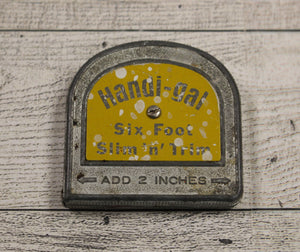 Handi-Cal
Six Foot
Slim 'n' Trim
ADD 2 INCHES